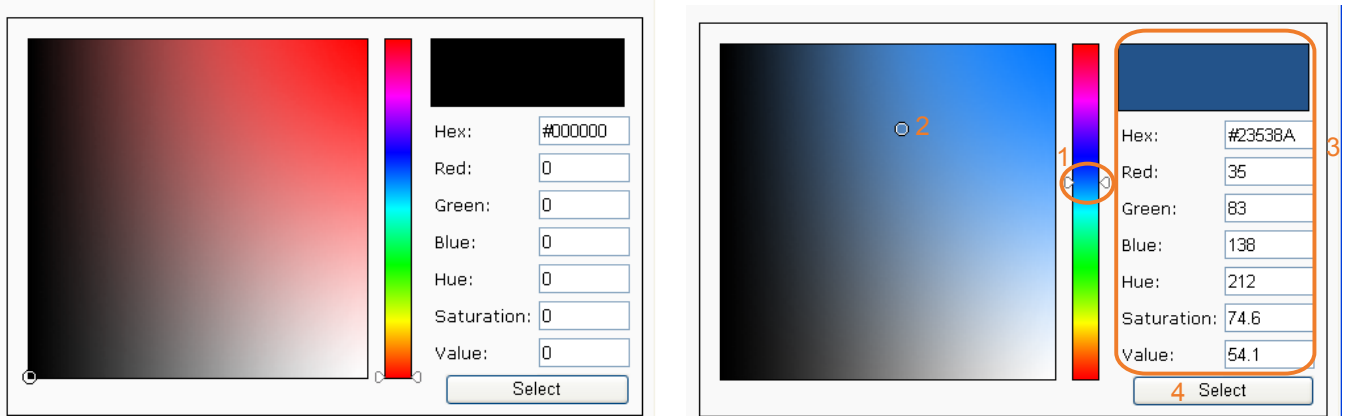 Hex: #000000
Red: 0
Green: 0
Blue: 0
Hue: 0
Saturation: 0
Value: 0
Select
2
1
3
Hex: #23538A
Red: 35
Green: 83
Blue: 138
Hue: 212
Saturation: 74.6
Value: 54.1
4 Select